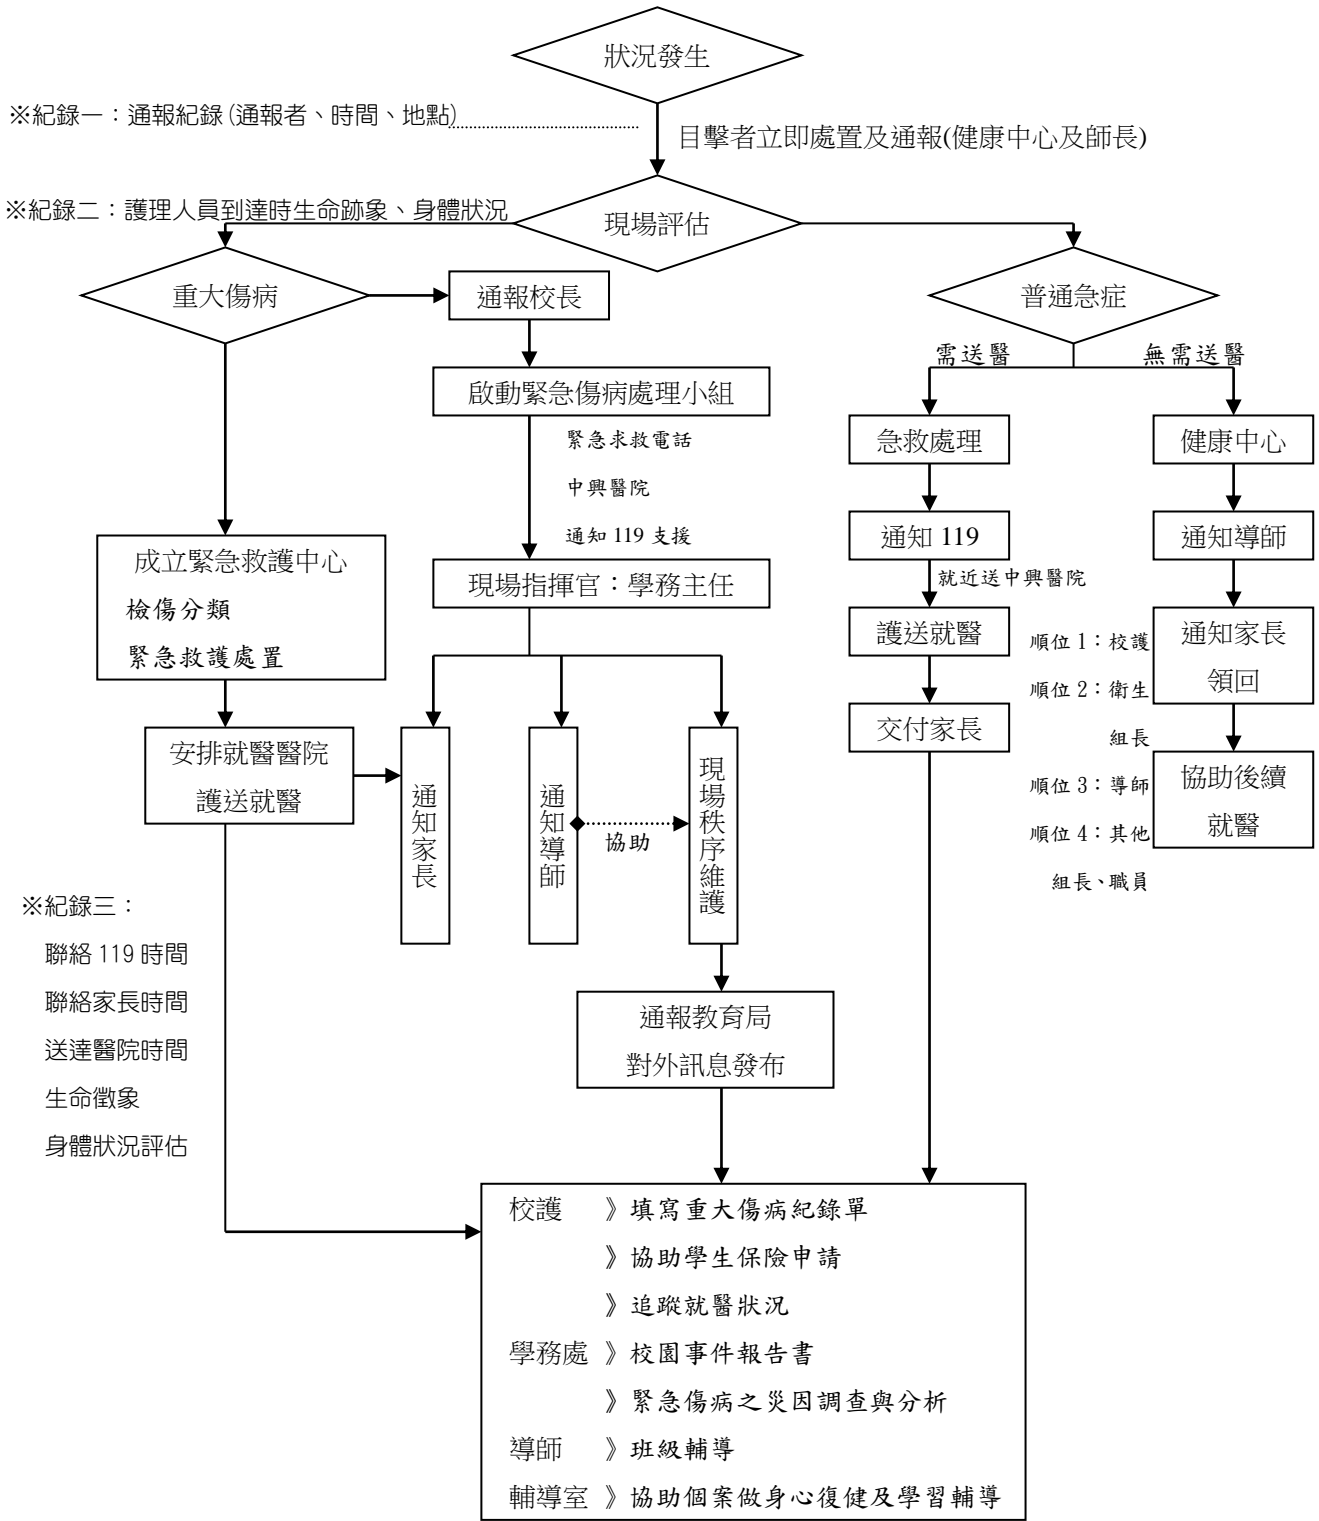 狀況發生
※紀錄一：通報紀錄(通報者、時間、地點)
目擊者立即處置及通報(健康中心及師長)
※紀錄二：護理人員到達時生命跡象、身體狀況
現場評估
重大傷病
通報校長
普通急症
需送醫
無需送醫
啟動緊急傷病處理小組
緊急求救電話
中興醫院
通知 119 支援
急救處理
健康中心
通知 119
通知導師
就近送中興醫院
成立緊急救護中心
檢傷分類
緊急救護處置
現場指揮官：學務主任
護送就醫
順位 1：校護
順位 2：衛生
組長
順位 3：導師
順位 4：其他
組長、職員
通知家長
領回
交付家長
協助後續
就醫
安排就醫醫院
護送就醫
通知家長
通知導師
協助
現場秩序維護
※紀錄三：
聯絡 119 時間
聯絡家長時間
送達醫院時間
生命徵象
身體狀況評估
通報教育局
對外訊息發布
校護 》填寫重大傷病紀錄單
》協助學生保險申請
》追蹤就醫狀況
學務處 》校園事件報告書
》緊急傷病之災因調查與分析
導師 》班級輔導
輔導室 》協助個案做身心復健及學習輔導